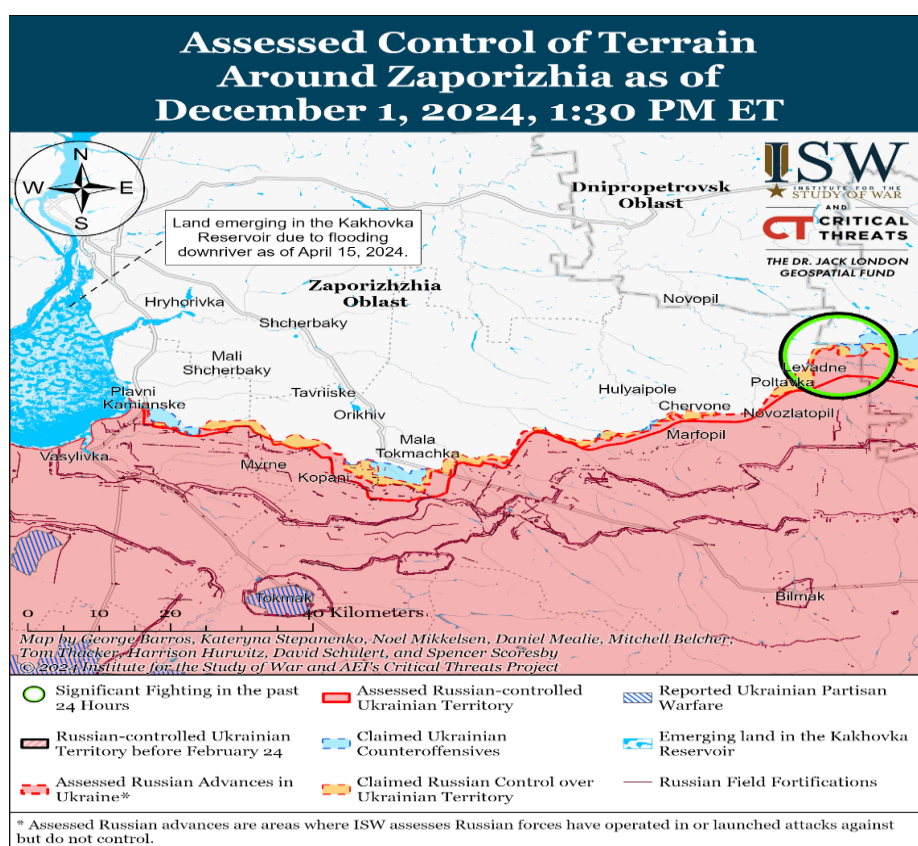 Assessed Control of Terrain
Around Zaporizhia as of
December 1, 2024, 1:30 PM ET
N
W
E
S
Land emerging in the Kakhovka
Reservoir due to flooding
downriver as of April 15, 2024.
Dnipropetrovsk
Oblast
ISW
INSTITUTE FOR THE
STUDY OF WAR
AND
CT CRITICAL
THREATS
THE DR. JACK LONDON
GEOSPATIAL FUND
Zaporizhzhia
Oblast
Hryhorivka
Novopil
Shcherbaky
Mali
Shcherbaky
Levadne
Poltavka
Plavni
Kamianske
Tavriiske
Hulyaipole
Orikhiv
Chervone
Novozlatopil
Mala
Tokmachka
Marfopil
Vasylivka
Myrne
Kopani
Tokmak
Bilmak
0 10 20 40 Kilometers
Map by George Barros, Kateryna Stepanenko, Noel Mikkelsen, Daniel Mealie, Mitchell Belcher,
Tom Thacker, Harrison Hurwitz, David Schulert, and Spencer Scoresby
© 2024 Institute for the Study of War and AEI's Critical Threats Project
Significant Fighting in the past
24 Hours
Assessed Russian-controlled
Ukrainian Territory
Reported Ukrainian Partisan
Warfare
Russian-controlled Ukrainian
Territory before February 24
Claimed Ukrainian
Counteroffensives
Emerging land in the Kakhovka
Reservoir
Assessed Russian Advances in
Ukraine*
Claimed Russian Control over
Ukrainian Territory
Russian Field Fortifications
* Assessed Russian advances are areas where ISW assesses Russian forces have operated in or launched attacks against
but do not control.